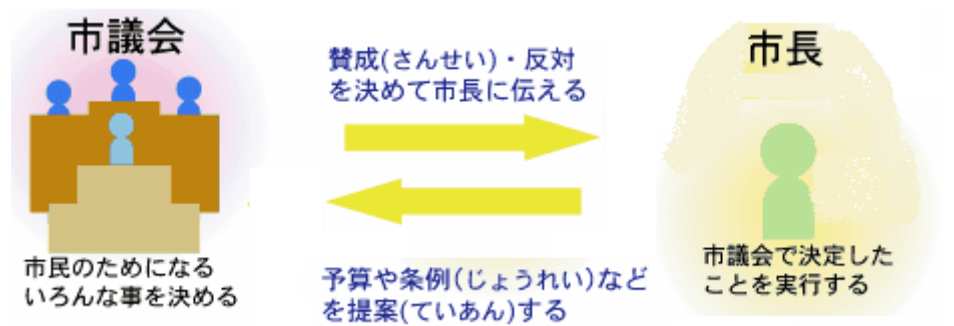 市議会
市民のためになる
いろんな事を決める
賛成(さんせい)・反対
を決めて市長に伝える
予算や条例(じょうれい)など
を提案(ていあん)する
市長
市議会で決定した
ことを実行する